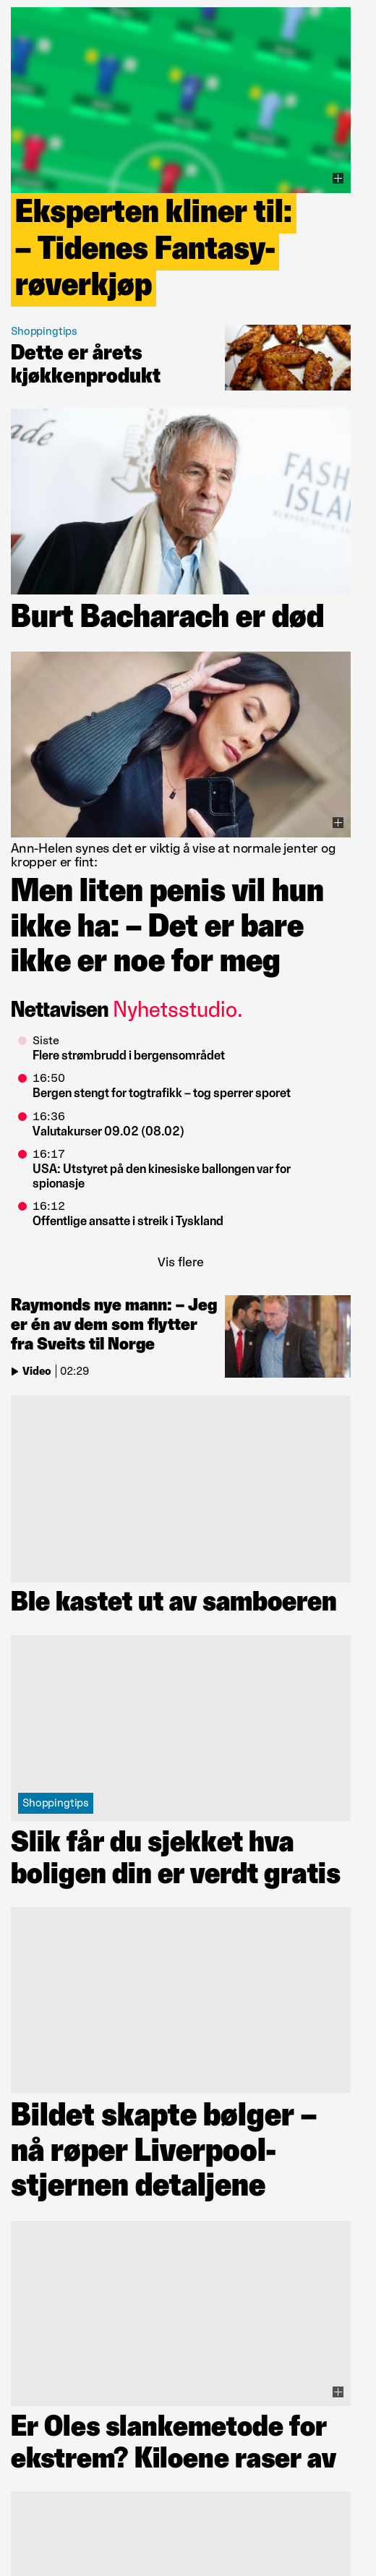 Eksperten kliner til:
– Tidenes Fantasy-
røverkjøp
Shoppingtips
Dette er årets
kjøkkenprodukt
FASH
ISLA
Burt Bacharach er død
Ann-Helen synes det er viktig å vise at normale jenter og
kropper er fint:
Men liten penis vil hun
ikke ha: – Det er bare
ikke er noe for meg
Nettavisen Nyhetsstudio.
Siste
Flere strømbrudd i bergensområdet
16:50
Bergen stengt for togtrafikk – tog sperrer sporet
16:36
Valutakurser 09.02 (08.02)
16:17
USA: Utstyret på den kinesiske ballongen var for
spionasje
16:12
Offentlige ansatte i streik i Tyskland
Vis flere
Raymonds nye mann: – Jeg
er én av dem som flytter
fra Sveits til Norge
Video | 02:29
Ble kastet ut av samboeren
Shoppingtips
Slik får du sjekket hva
boligen din er verdt gratis
Bildet skapte bølger –
nå røper Liverpool-
stjernen detaljene
Er Oles slankemetode for
ekstrem? Kiloene raser av